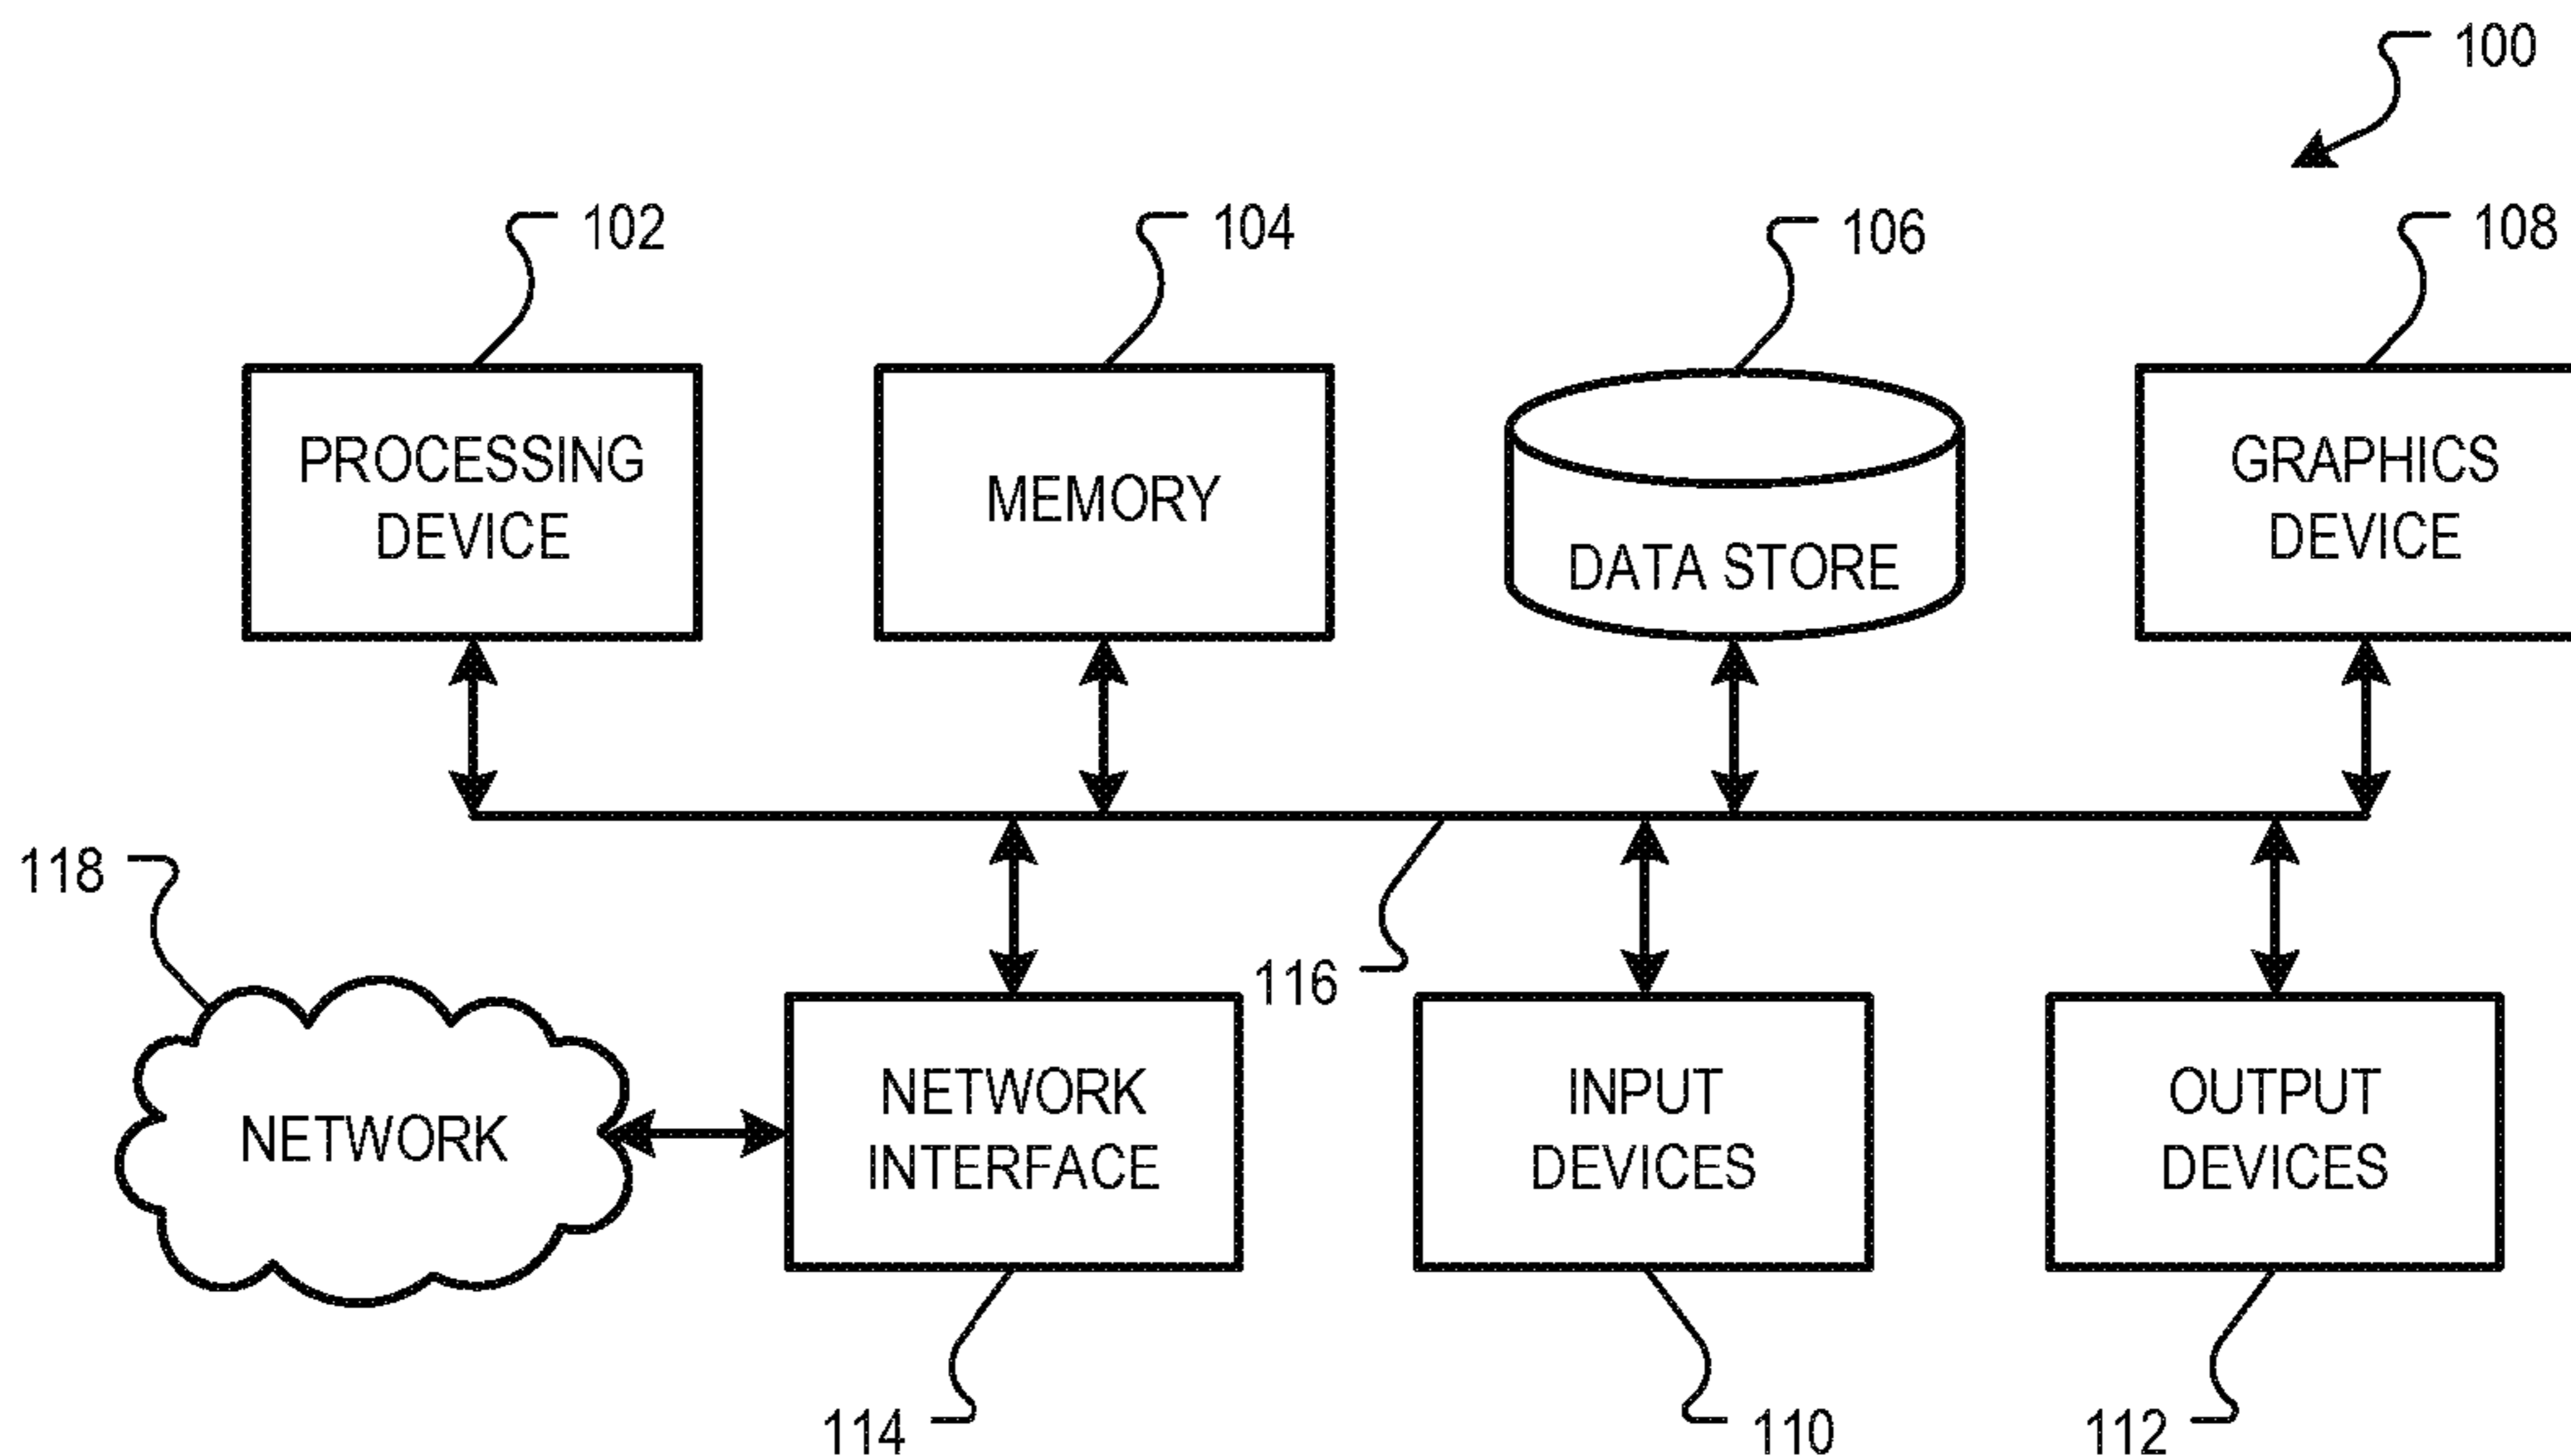 100
102
104
106
108
PROCESSING
DEVICE
MEMORY
DATA STORE
GRAPHICS
DEVICE
118
116
NETWORK
NETWORK
INTERFACE
INPUT
DEVICES
OUTPUT
DEVICES
114
110
112